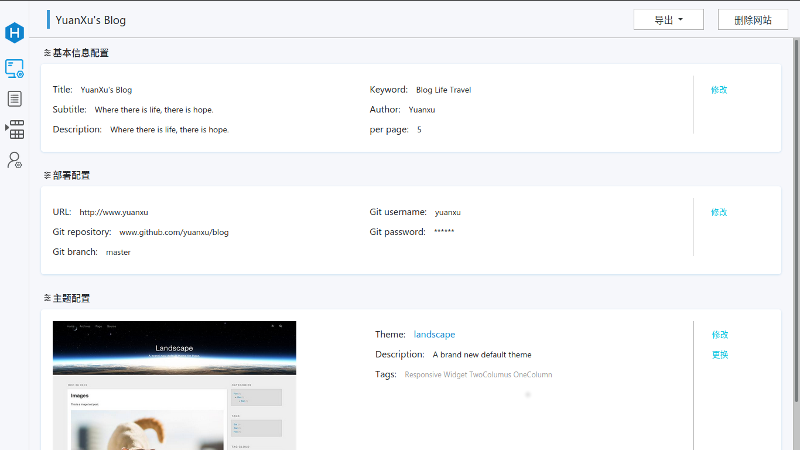 H
YuanXu's Blog
导出
删除网站
基本信息配置
Title: YuanXu's Blog
Keyword: Blog Life Travel
修改
Subtitle: Where there is life, there is hope.
Author: Yuanxu
Description: Where there is life, there is hope.
per page: 5
部署配置
URL: http://www.yuanxu
Git username: yuanxu
修改
Git repository: www.github.com/yuanxu/blog
Git password: ******
Git branch: master
主题配置
Landscape
Images
Theme: landscape
修改
Description: A brand new default theme
更换
Tags: Responsive Widget TwoColumus OneColumn